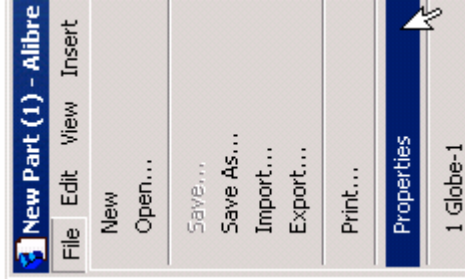 New Part (1) - Alibre
File Edit View Insert
New
Open...
Save...
Save As...
Import...
Export...
Print...
Properties
1 Globe-1